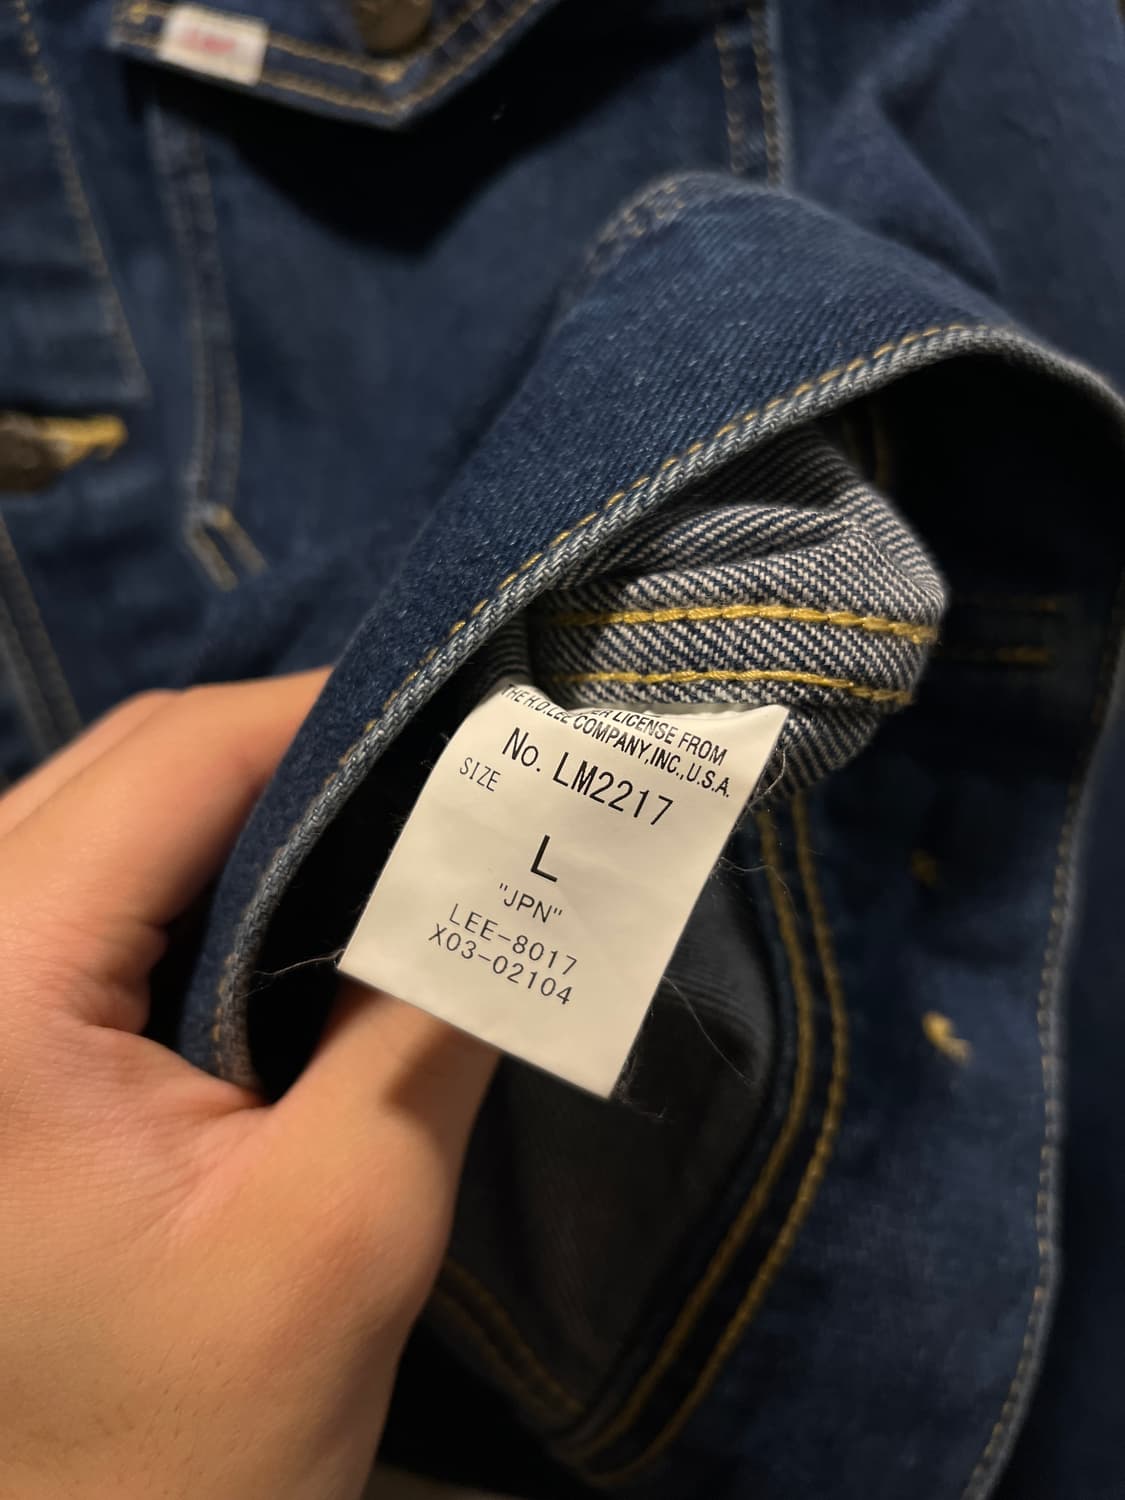 LICENSE FROM
THE H.D.LEE COMPANY,INC.,U.S.A.
No. LM2217
SIZE
L
"JPN"
LEE-8017
X03-02104